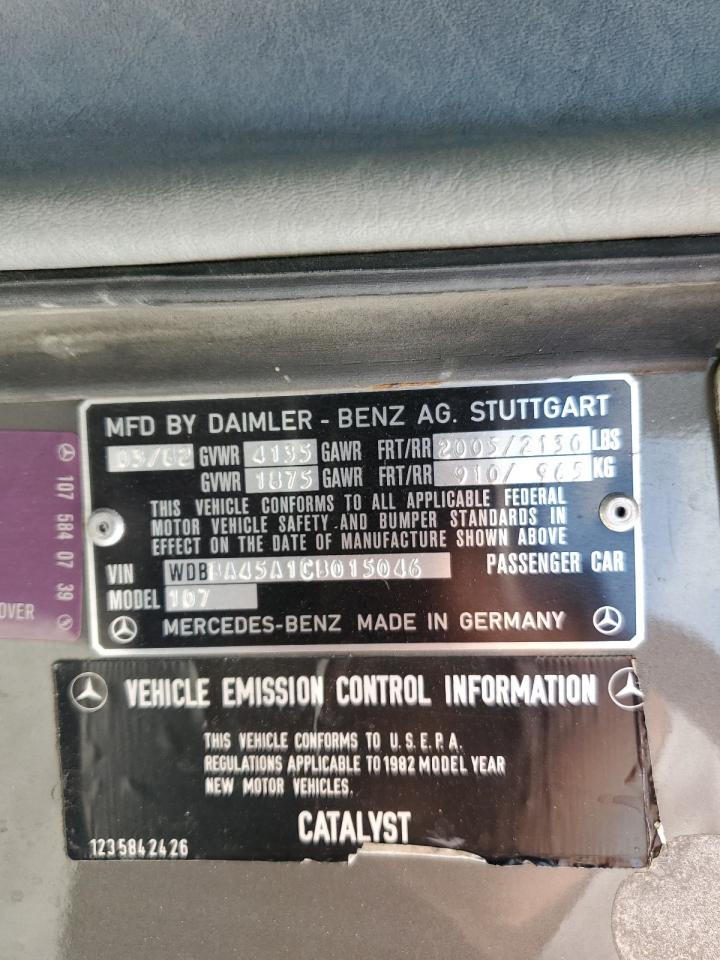 MFD BY DAIMLER - BENZ AG. STUTTGART
03/82 GVWR 4135 GAWR FRT/RR 2005/2130 LBS
GVWR 1875 GAWR FRT/RR 910/ 965 KG
THIS VEHICLE CONFORMS TO ALL APPLICABLE FEDERAL
MOTOR VEHICLE SAFETY AND BUMPER STANDARDS IN
EFFECT ON THE DATE OF MANUFACTURE SHOWN ABOVE
VIN WDBBA45A1CB015046 PASSENGER CAR
MODEL 107
MERCEDES-BENZ MADE IN GERMANY
107 584 07 39
OVER
VEHICLE EMISSION CONTROL INFORMATION
THIS VEHICLE CONFORMS TO U.S.E.P.A.
REGULATIONS APPLICABLE TO 1982 MODEL YEAR
NEW MOTOR VEHICLES.
CATALYST
123 584 24 26